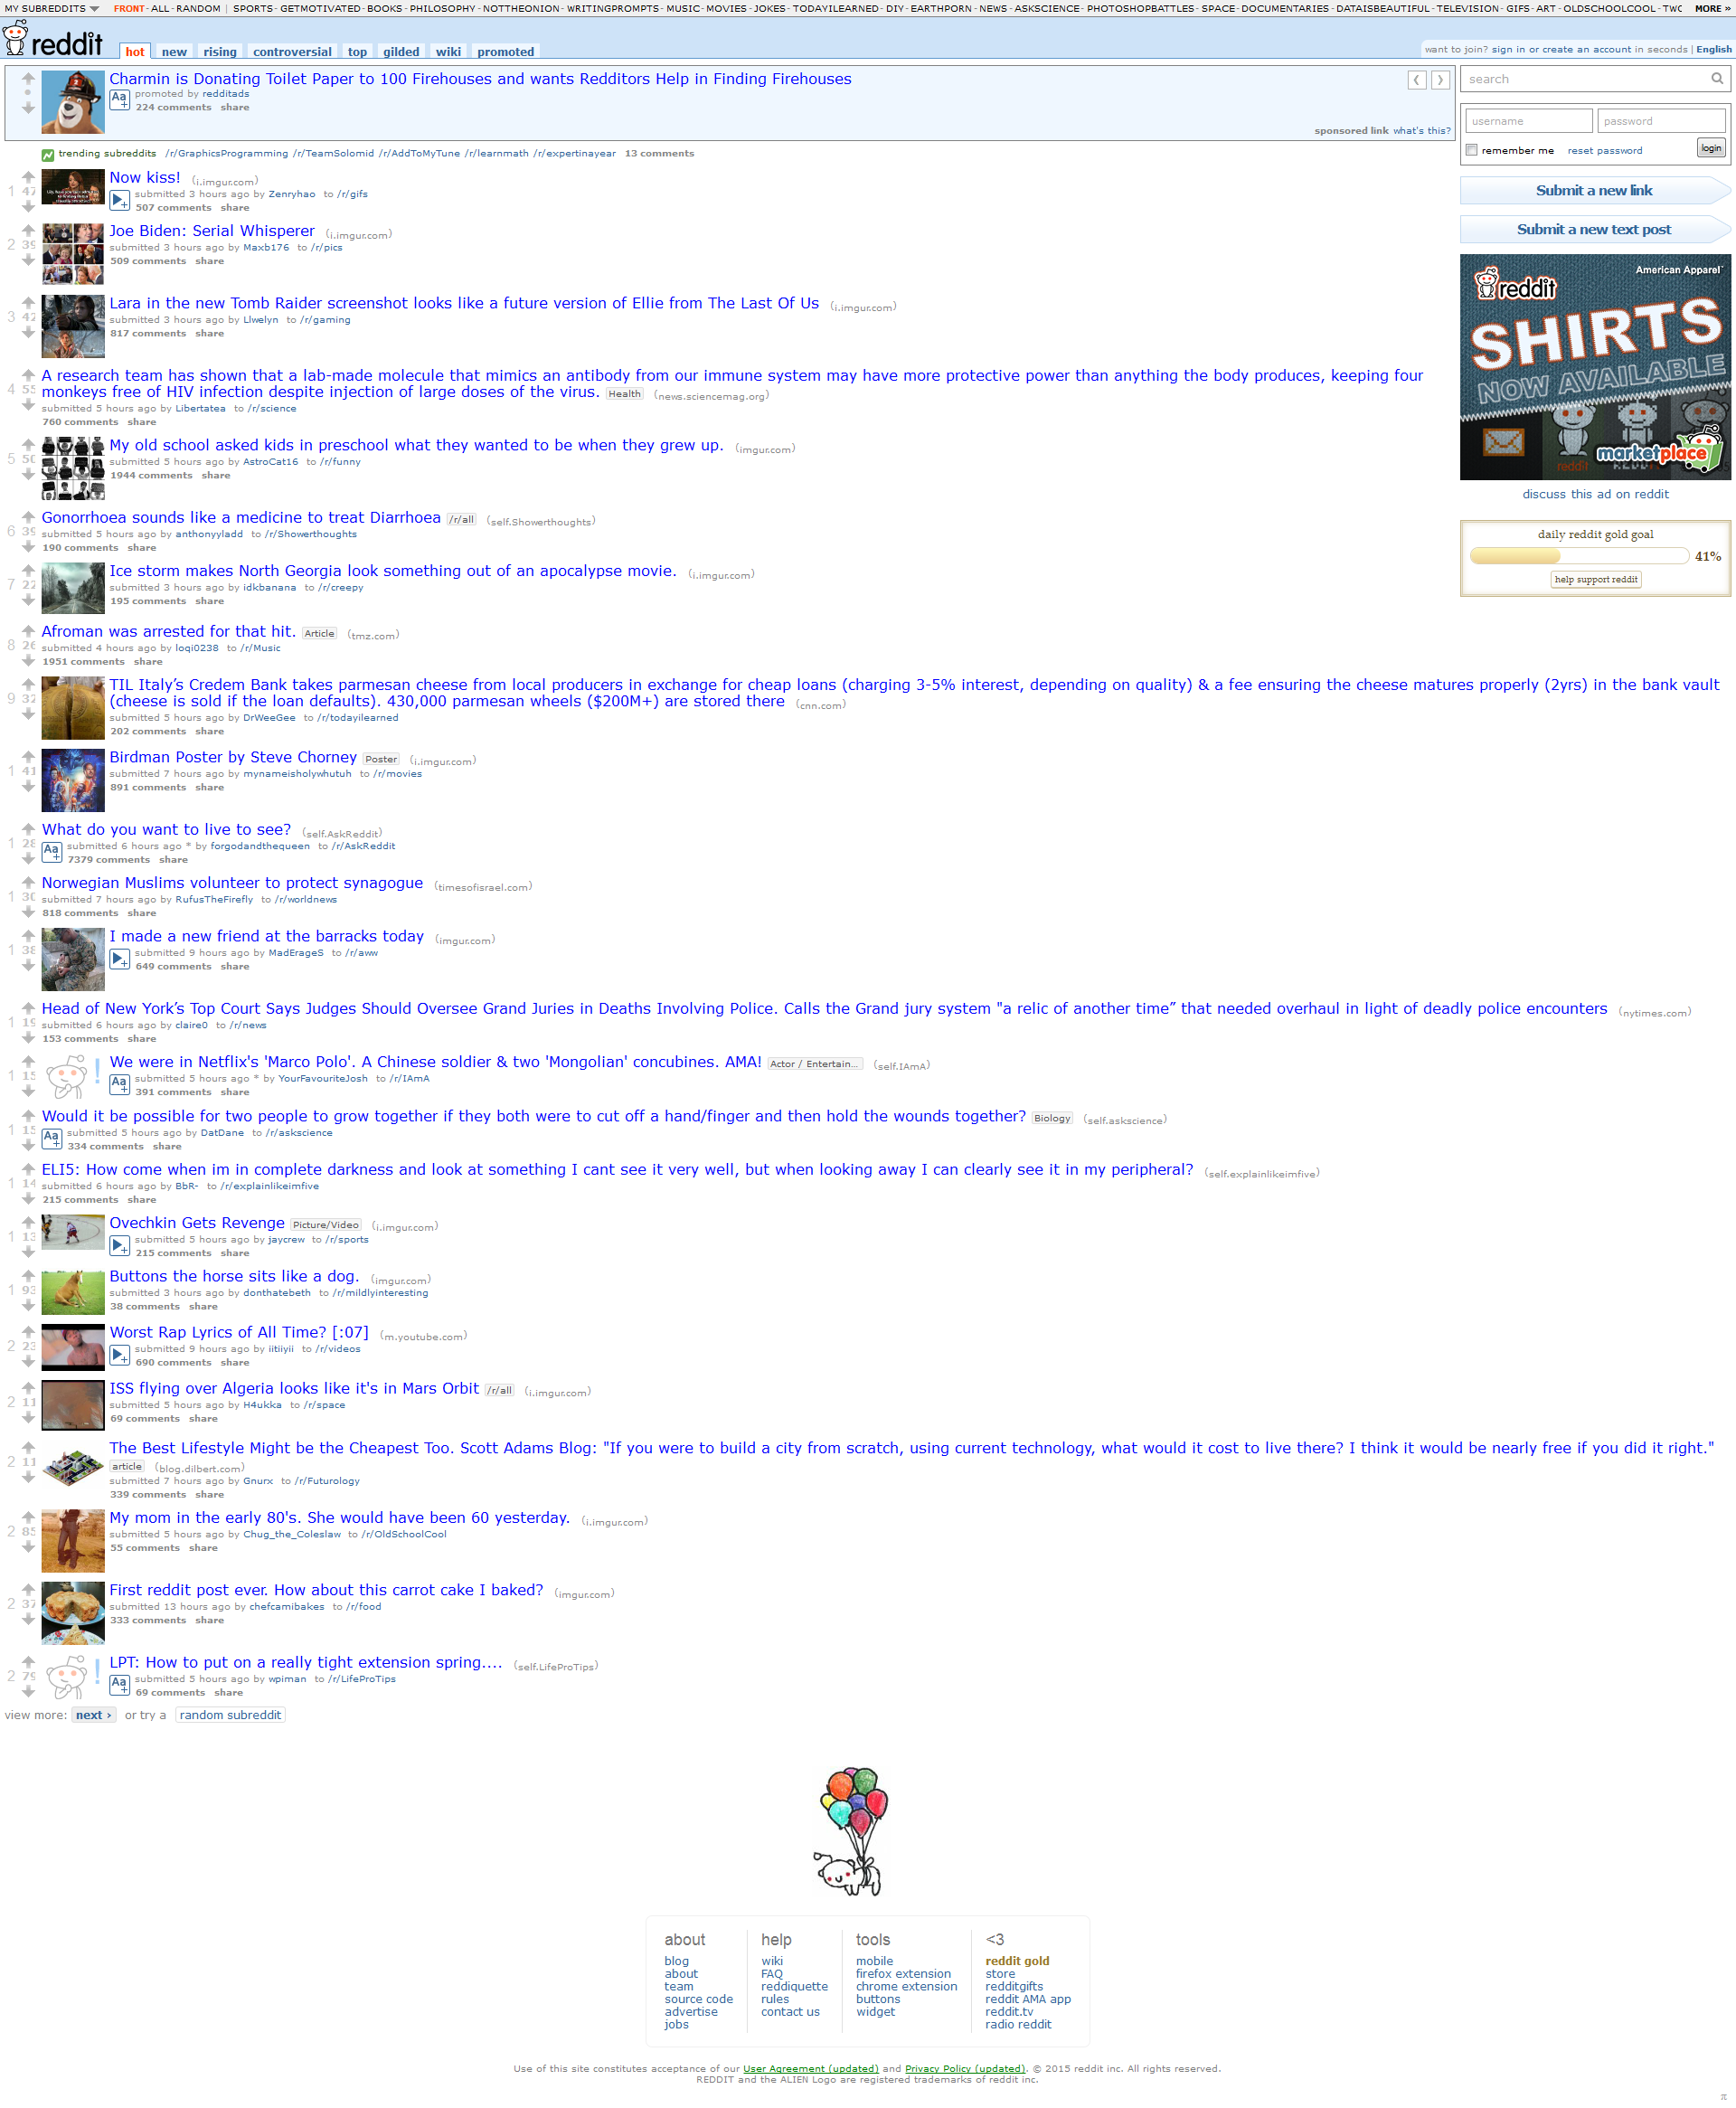 MY SUBREDDITS FRONT - ALL - RANDOM | SPORTS - GETMOTIVATED - BOOKS - PHILOSOPHY - NOTTHEONION - WRITINGPROMPTS - MUSIC - MOVIES - JOKES - TODAYILEARNED - DIY - EARTHPORN - NEWS - ASKSCIENCE - PHOTOSHOPBATTLES - SPACE - DOCUMENTARIES - DATAISBEAUTIFUL - TELEVISION - GIFS - ART - OLDSCHOOLCOOL - MORE »
reddit hot new rising controversial top gilded wiki promoted
want to join? sign in or create an account in seconds | English
Charmin is Donating Toilet Paper to 100 Firehouses and wants Redditors Help in Finding Firehouses
promoted by redditads
224 comments share
sponsored link what's this?
trending subreddits /r/GraphicsProgramming /r/TeamSolomid /r/AddToMyTune /r/learnmath /r/expertinayear 13 comments
1 Now kiss! (i.imgur.com)
submitted 3 hours ago by Zenryhao to /r/gifs
507 comments share
2 Joe Biden: Serial Whisperer (i.imgur.com)
submitted 3 hours ago by Maxb176 to /r/pics
509 comments share
3 Lara in the new Tomb Raider screenshot looks like a future version of Ellie from The Last Of Us (i.imgur.com)
submitted 3 hours ago by Llwelyn to /r/gaming
817 comments share
4 A research team has shown that a lab-made molecule that mimics an antibody from our immune system may have more protective power than anything the body produces, keeping four
monkeys free of HIV infection despite injection of large doses of the virus. Health (news.sciencemag.org)
submitted 5 hours ago by Libertatea to /r/science
760 comments share
5 My old school asked kids in preschool what they wanted to be when they grew up. (imgur.com)
submitted 5 hours ago by AstroCat16 to /r/funny
1944 comments share
6 Gonorrhoea sounds like a medicine to treat Diarrhoea /r/all (self.Showerthoughts)
submitted 5 hours ago by anthonyyladd to /r/Showerthoughts
190 comments share
7 Ice storm makes North Georgia look something out of an apocalypse movie. (i.imgur.com)
submitted 3 hours ago by idkbanana to /r/creepy
195 comments share
8 Afroman was arrested for that hit. Article (tmz.com)
submitted 4 hours ago by loqi0238 to /r/Music
1951 comments share
9 TIL Italy’s Credem Bank takes parmesan cheese from local producers in exchange for cheap loans (charging 3-5% interest, depending on quality) & a fee ensuring the cheese matures properly (2yrs) in the bank vault
(cheese is sold if the loan defaults). 430,000 parmesan wheels ($200M+) are stored there (cnn.com)
submitted 5 hours ago by DrWeeGee to /r/todayilearned
202 comments share
Birdman Poster by Steve Chorney Poster (i.imgur.com)
submitted 7 hours ago by mynameisholywhutuh to /r/movies
891 comments share
What do you want to live to see? (self.AskReddit)
submitted 6 hours ago * by forgodandthequeen to /r/AskReddit
7379 comments share
Norwegian Muslims volunteer to protect synagogue (timesofisrael.com)
submitted 7 hours ago by RufusTheFirefly to /r/worldnews
818 comments share
I made a new friend at the barracks today (imgur.com)
submitted 9 hours ago by MadErageS to /r/aww
649 comments share
Head of New York’s Top Court Says Judges Should Oversee Grand Juries in Deaths Involving Police. Calls the Grand jury system "a relic of another time” that needed overhaul in light of deadly police encounters (nytimes.com)
submitted 6 hours ago by claire0 to /r/news
153 comments share
We were in Netflix's 'Marco Polo'. A Chinese soldier & two 'Mongolian' concubines. AMA! Actor / Entertain... (self.IAmA)
submitted 5 hours ago * by YourFavouriteJosh to /r/IAmA
391 comments share
Would it be possible for two people to grow together if they both were to cut off a hand/finger and then hold the wounds together? Biology (self.askscience)
submitted 5 hours ago by DatDane to /r/askscience
334 comments share
ELI5: How come when im in complete darkness and look at something I cant see it very well, but when looking away I can clearly see it in my peripheral? (self.explainlikeimfive)
submitted 6 hours ago by BbR- to /r/explainlikeimfive
215 comments share
Ovechkin Gets Revenge Picture/Video (i.imgur.com)
submitted 5 hours ago by jaycrew to /r/sports
215 comments share
Buttons the horse sits like a dog. (imgur.com)
submitted 3 hours ago by donthatebeth to /r/mildlyinteresting
38 comments share
Worst Rap Lyrics of All Time? [:07] (m.youtube.com)
submitted 9 hours ago by iitiiyii to /r/videos
690 comments share
ISS flying over Algeria looks like it's in Mars Orbit /r/all (i.imgur.com)
submitted 5 hours ago by H4ukka to /r/space
69 comments share
The Best Lifestyle Might be the Cheapest Too. Scott Adams Blog: "If you were to build a city from scratch, using current technology, what would it cost to live there? I think it would be nearly free if you did it right."
article (blog.dilbert.com)
submitted 7 hours ago by Gnurx to /r/Futurology
339 comments share
My mom in the early 80's. She would have been 60 yesterday. (i.imgur.com)
submitted 5 hours ago by Chug_the_Coleslaw to /r/OldSchoolCool
55 comments share
First reddit post ever. How about this carrot cake I baked? (imgur.com)
submitted 13 hours ago by chefcamibakes to /r/food
333 comments share
LPT: How to put on a really tight extension spring.... (self.LifeProTips)
submitted 5 hours ago by wpiman to /r/LifeProTips
69 comments share
view more: next › or try a random subreddit
search
username password
remember me reset password login
Submit a new link
Submit a new text post
American Apparel
reddit
SHIRTS
NOW AVAILABLE
marketplace
discuss this ad on reddit
daily reddit gold goal
41%
help support reddit
about
blog
about
team
source code
advertise
jobs
help
wiki
FAQ
reddiquette
rules
contact us
tools
mobile
firefox extension
chrome extension
buttons
widget
<3
reddit gold
store
redditgifts
reddit AMA app
reddit.tv
radio reddit
Use of this site constitutes acceptance of our User Agreement (updated) and Privacy Policy (updated). © 2015 reddit inc. All rights reserved.
REDDIT and the ALIEN Logo are registered trademarks of reddit inc.
π